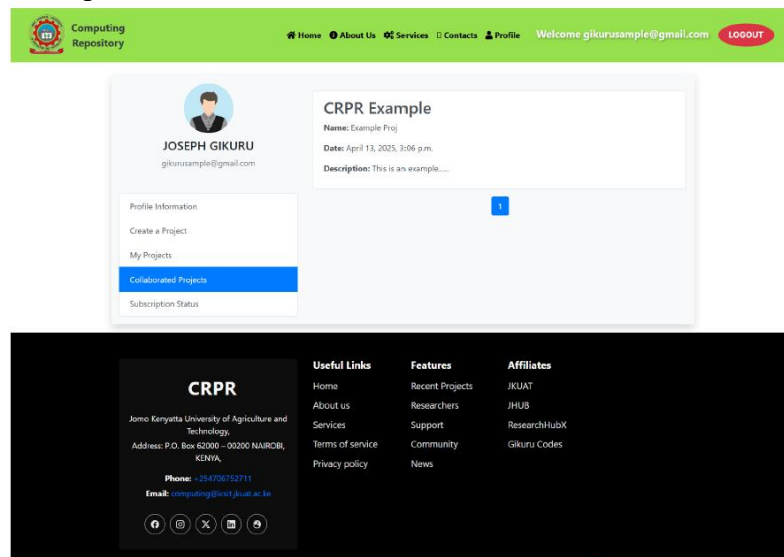 Computing
Repository
Home About Us Services Contacts Profile Welcome gikurusample@gmail.com LOGOUT
JOSEPH GIKURU
gikurusample@gmail.com
Profile Information
Create a Project
My Projects
Collaborated Projects
Subscription Status
CRPR Example
Name: Example Proj
Date: April 13, 2025, 3:06 p.m.
Description: This is an example.....
1
CRPR
Jomo Kenyatta University of Agriculture and
Technology,
Address: P.O. Box 62000 – 00200 NAIROBI,
KENYA,
Phone: +254706752711
Email: computing@icsit.jkuat.ac.ke
Useful Links
Home
About us
Services
Terms of service
Privacy policy
Features
Recent Projects
Researchers
Support
Community
News
Affiliates
JKUAT
JHUB
ResearchHubX
Gikuru Codes